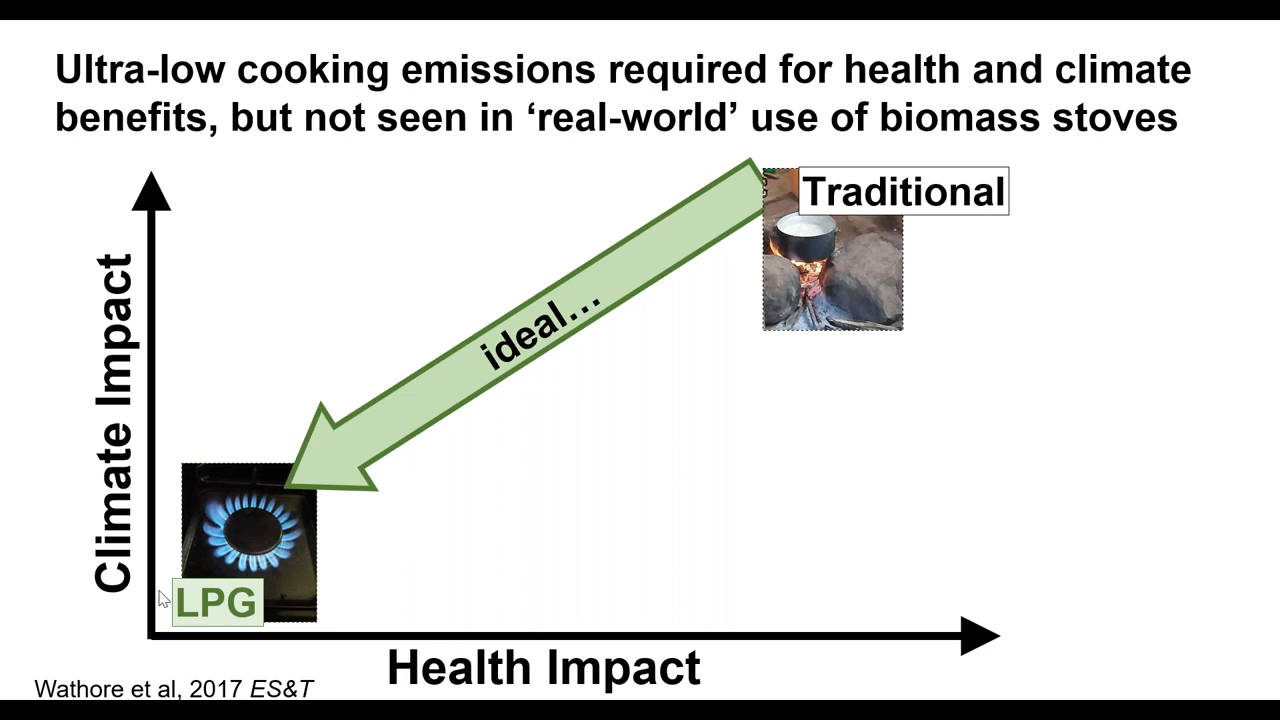 Ultra-low cooking emissions required for health and climate
benefits, but not seen in ‘real-world’ use of biomass stoves
Traditional
ideal…
Climate Impact
LPG
Health Impact
Wathore et al, 2017 ES&T